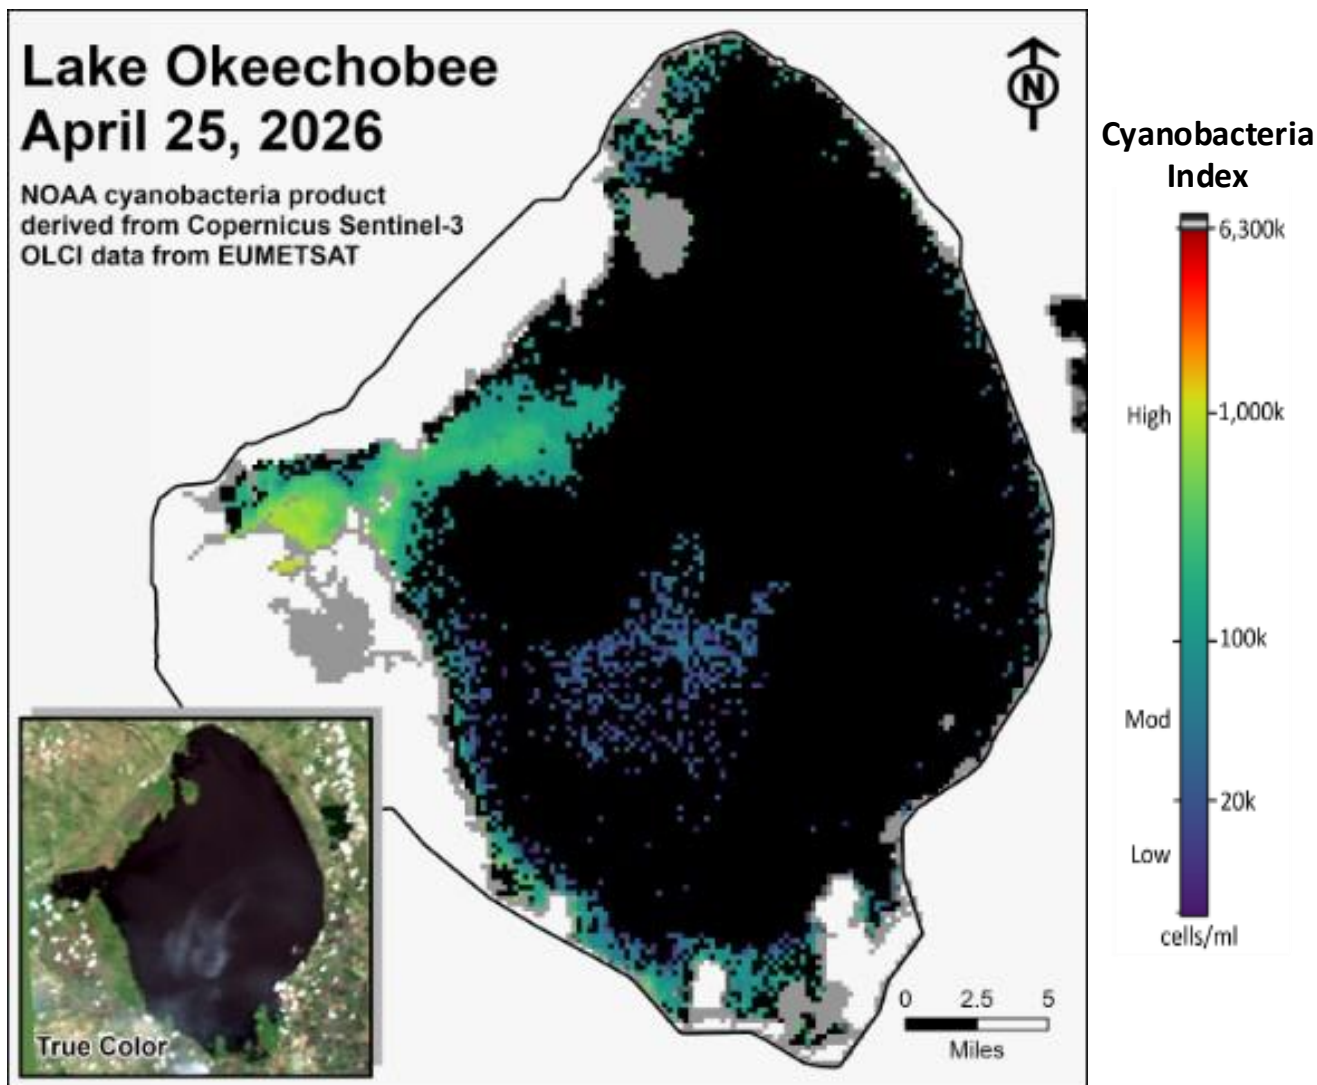 Lake Okeechobee
April 25, 2026
NOAA cyanobacteria product
derived from Copernicus Sentinel-3
OLCI data from EUMETSAT
N
Cyanobacteria
Index
6,300k
High
1,000k
100k
Mod
20k
Low
cells/ml
0 2.5 5
Miles
True Color